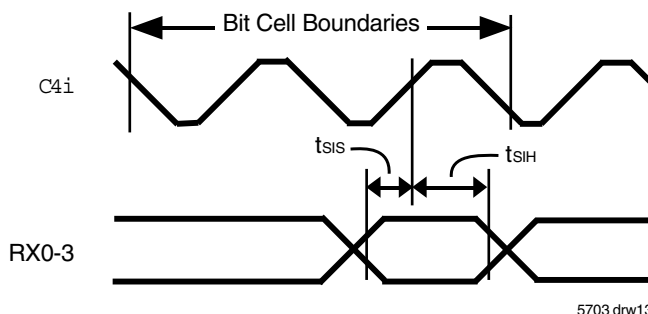 Bit Cell Boundaries
C4i
tSIS
tSIH
RX0-3
5703 drw13